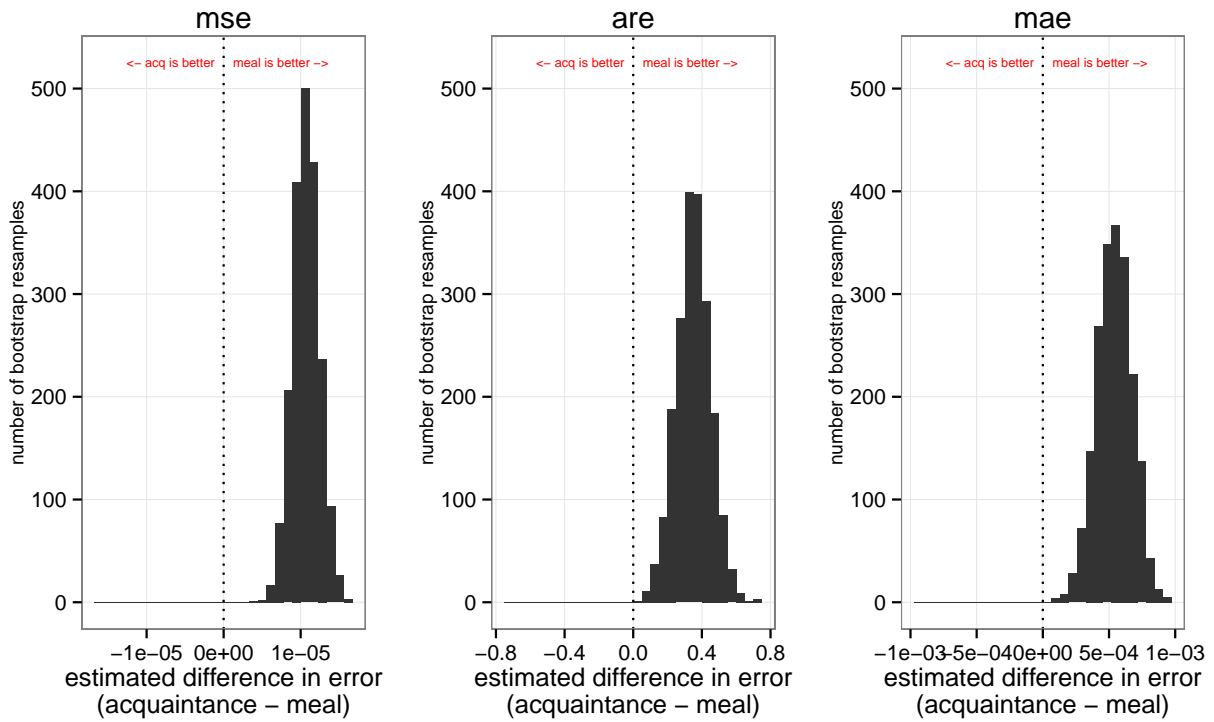 mse
<− acq is better
meal is better −>
number of bootstrap resamples
500
400
300
200
100
0
−1e−05
0e+00
1e−05
estimated difference in error
(acquaintance − meal)
are
<− acq is better
meal is better −>
number of bootstrap resamples
500
400
300
200
100
0
−0.8
−0.4
0.0
0.4
0.8
estimated difference in error
(acquaintance − meal)
mae
<− acq is better
meal is better −>
number of bootstrap resamples
500
400
300
200
100
0
−1e−03
−5e−04
0e+00
5e−04
1e−03
estimated difference in error
(acquaintance − meal)